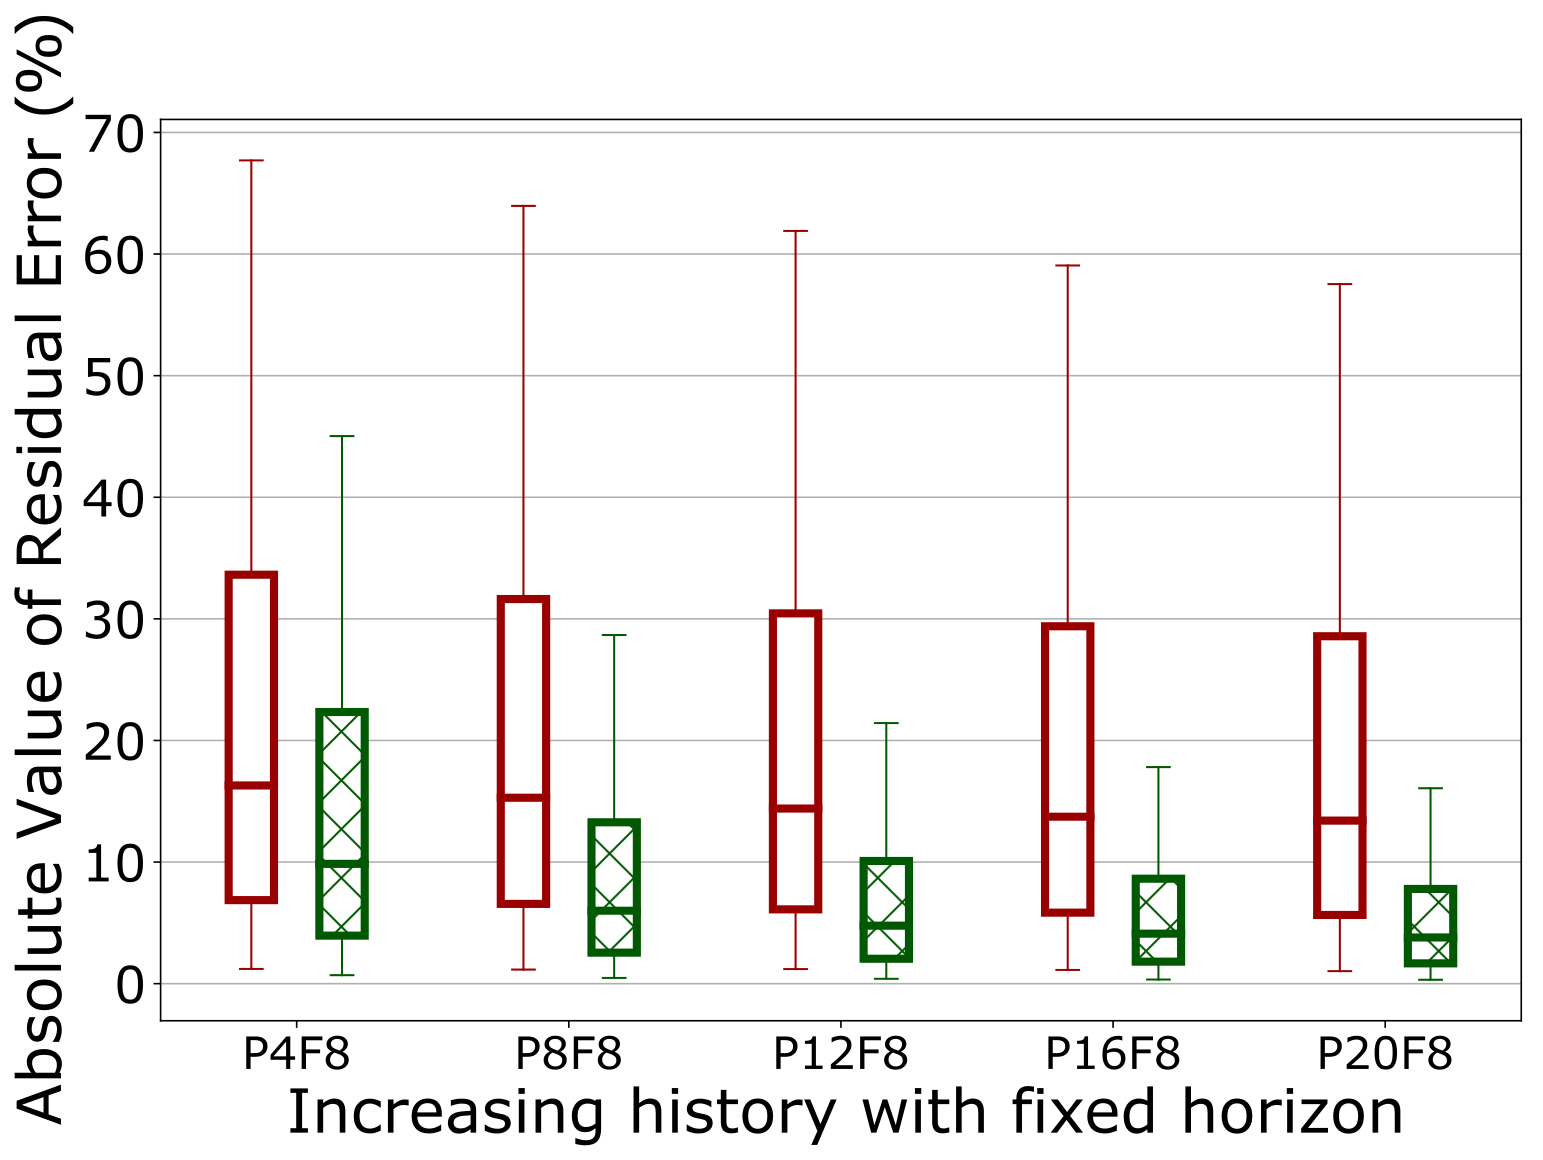 Absolute Value of Residual Error (%)
70
60
50
40
30
20
10
0
P4F8 P8F8 P12F8 P16F8 P20F8
Increasing history with fixed horizon